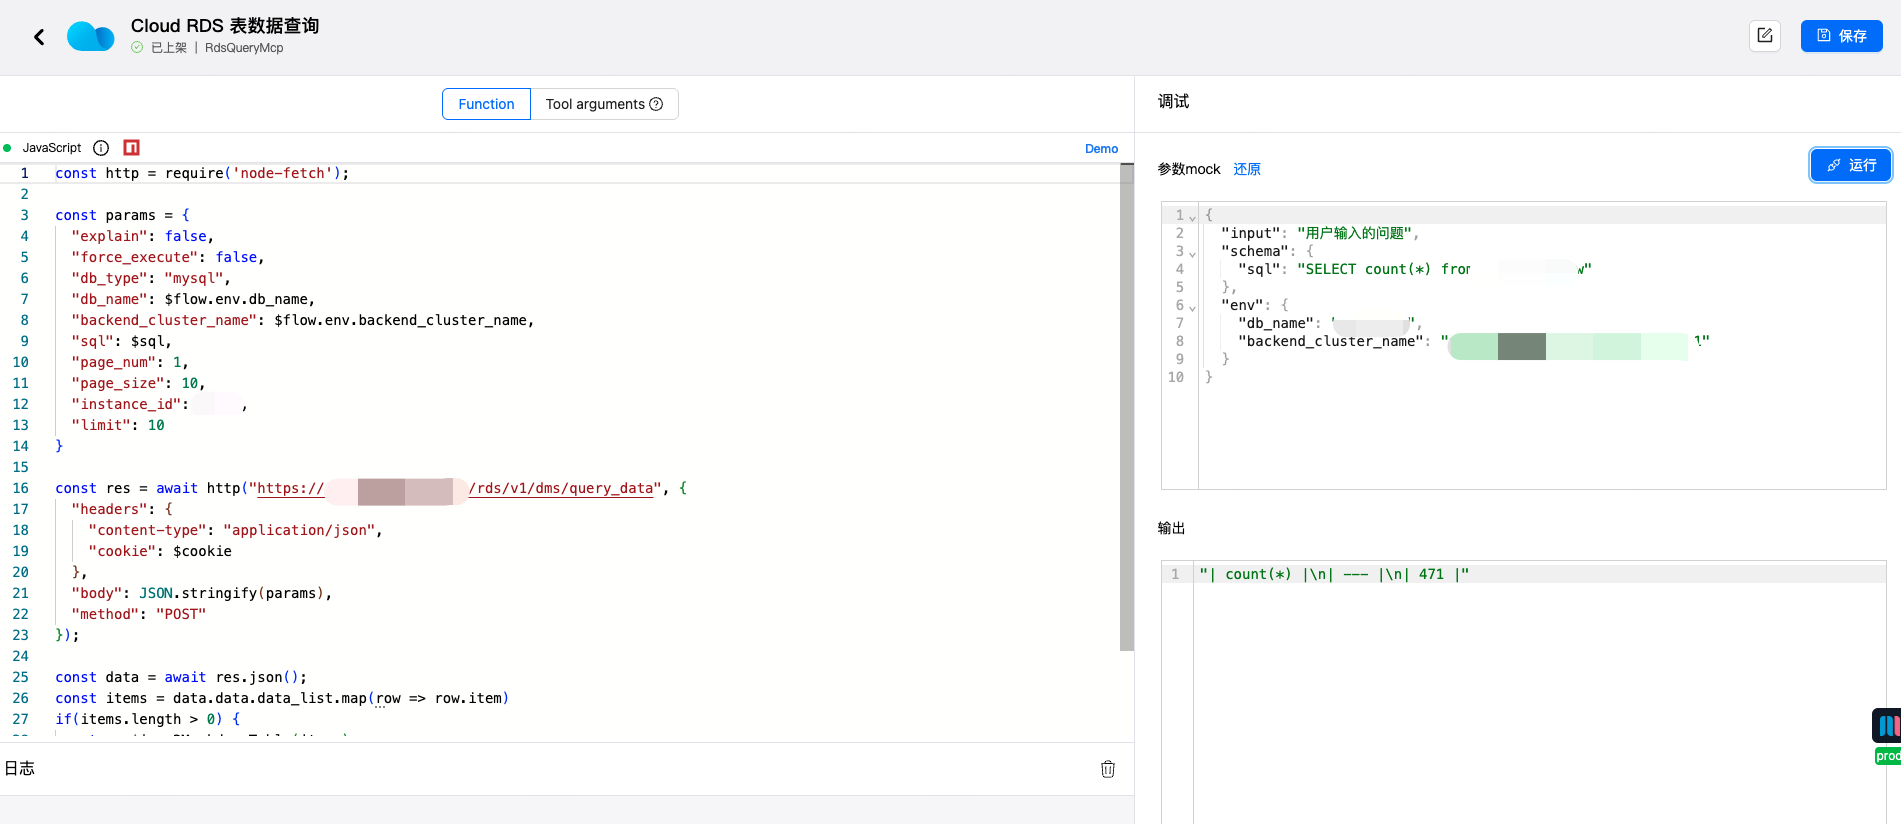 Cloud RDS 表数据查询
已上架 | RdsQueryMcp
保存
Function
Tool arguments
JavaScript
Demo
1 const http = require('node-fetch');
2
3 const params = {
4 "explain": false,
5 "force_execute": false,
6 "db_type": "mysql",
7 "db_name": $flow.env.db_name,
8 "backend_cluster_name": $flow.env.backend_cluster_name,
9 "sql": $sql,
10 "page_num": 1,
11 "page_size": 10,
12 "instance_id": ,
13 "limit": 10
14 }
15
16 const res = await http("https:// /rds/v1/dms/query_data", {
17 "headers": {
18 "content-type": "application/json",
19 "cookie": $cookie
20 },
21 "body": JSON.stringify(params),
22 "method": "POST"
23 });
24
25 const data = await res.json();
26 const items = data.data.data_list.map(row => row.item)
27 if(items.length > 0) {
日志
调试
参数mock 还原
运行
1 {
2 "input": "用户输入的问题",
3 "schema": {
4 "sql": "SELECT count(*) from "
5 },
6 "env": {
7 "db_name": " ",
8 "backend_cluster_name": " 1"
9 }
10 }
输出
1 "| count(*) |\n| --- |\n| 471 |"
prod